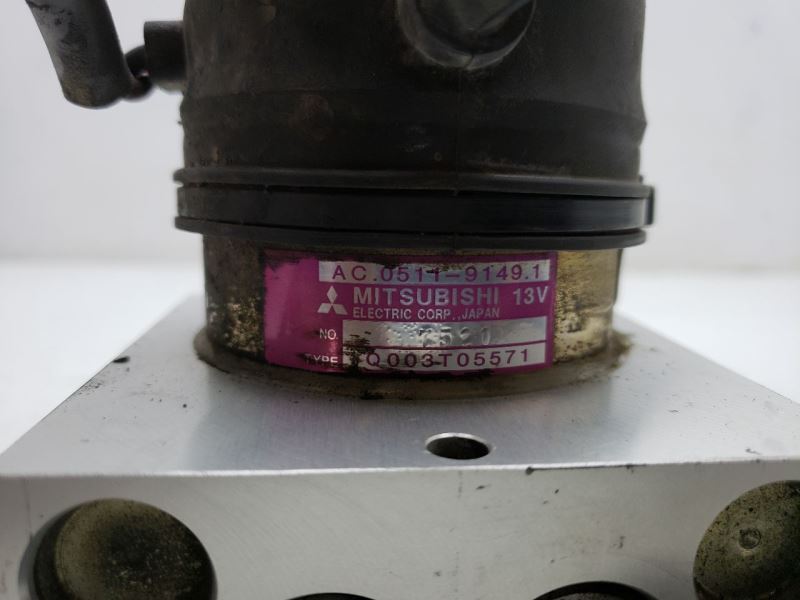 AC.0511-9149.1
MITSUBISHI 13V
ELECTRIC CORP., JAPAN
NO.
TYPE Q003T05571